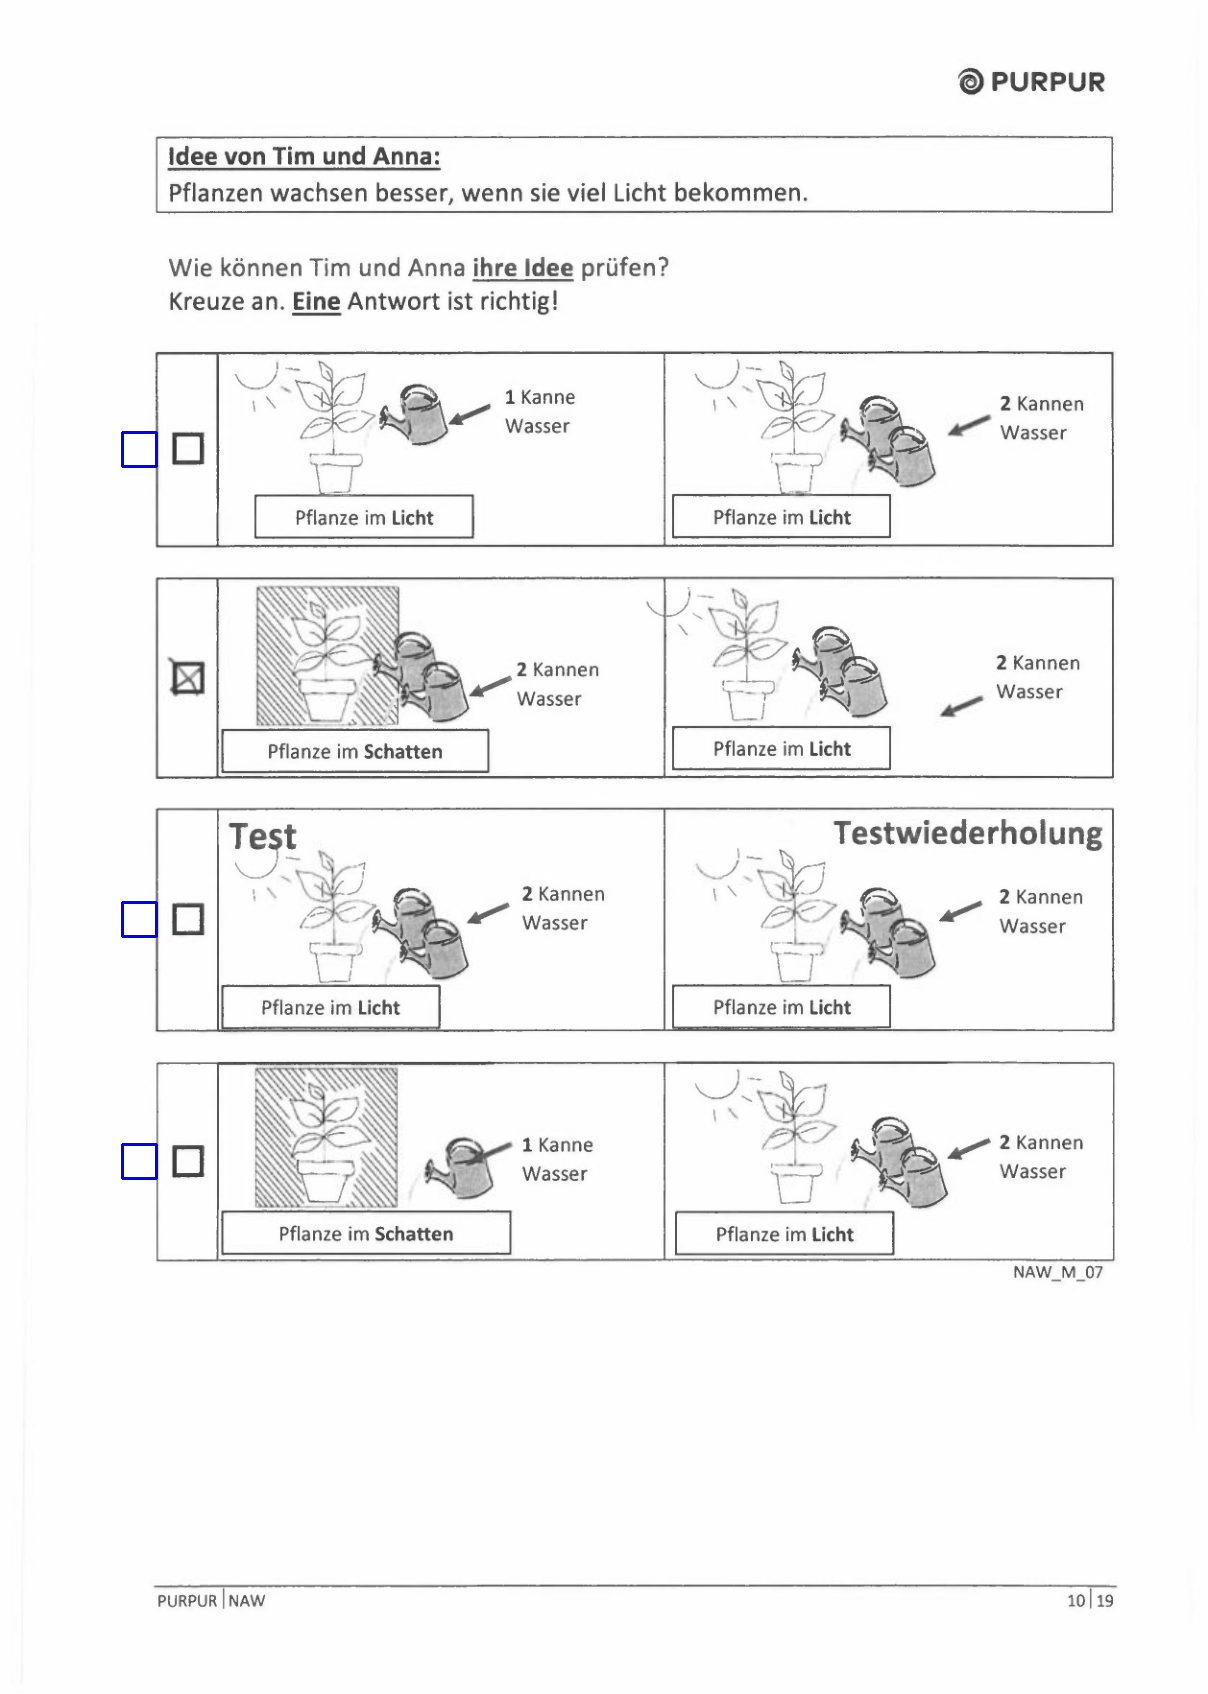 PURPUR
Idee von Tim und Anna:
Pflanzen wachsen besser, wenn sie viel Licht bekommen.
Wie können Tim und Anna ihre Idee prüfen?
Kreuze an. Eine Antwort ist richtig!
1 Kanne
Wasser
Pflanze im Licht
2 Kannen
Wasser
Pflanze im Licht
2 Kannen
Wasser
Pflanze im Schatten
2 Kannen
Wasser
Pflanze im Licht
Test
2 Kannen
Wasser
Pflanze im Licht
Testwiederholung
2 Kannen
Wasser
Pflanze im Licht
1 Kanne
Wasser
Pflanze im Schatten
2 Kannen
Wasser
Pflanze im Licht
NAW_M_07
PURPUR | NAW
10 | 19